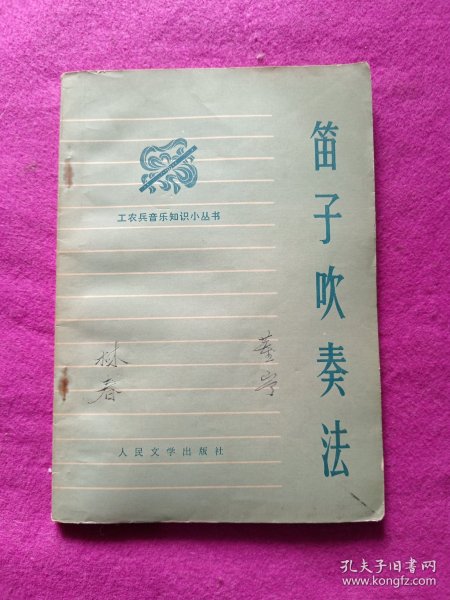 笛子吹奏法
工农兵音乐知识小丛书
林春
人民文学出版社
孔夫子旧书网
www.kongfz.com